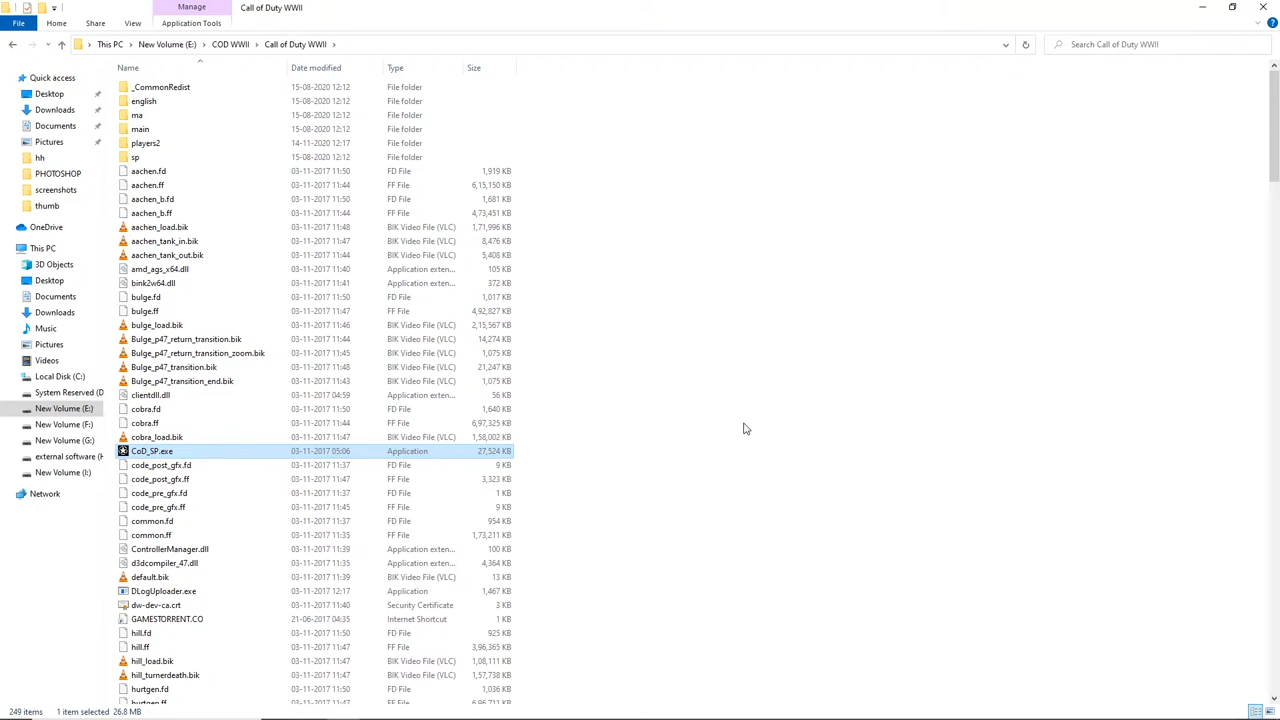 Manage
Call of Duty WWII
File Home Share View Application Tools
This PC New Volume (E:) COD WWII Call of Duty WWII
Search Call of Duty WWII
Name Date modified Type Size
Quick access
Desktop
Downloads
Documents
Pictures
hh
PHOTOSHOP
screenshots
thumb
OneDrive
This PC
3D Objects
Desktop
Documents
Downloads
Music
Pictures
Videos
Local Disk (C:)
System Reserved (D
New Volume (E:)
New Volume (F:)
New Volume (G:)
external software (H
New Volume (I:)
Network
_CommonRedist 15-08-2020 12:12 File folder
english 15-08-2020 12:12 File folder
ma 15-08-2020 12:12 File folder
main 15-08-2020 12:12 File folder
players2 14-11-2020 12:17 File folder
sp 15-08-2020 12:12 File folder
aachen.fd 03-11-2017 11:50 FD File 1,919 KB
aachen.ff 03-11-2017 11:44 FF File 6,15,150 KB
aachen_b.fd 03-11-2017 11:50 FD File 1,681 KB
aachen_b.ff 03-11-2017 11:44 FF File 4,73,451 KB
aachen_load.bik 03-11-2017 11:48 BIK Video File (VLC) 1,71,996 KB
aachen_tank_in.bik 03-11-2017 11:47 BIK Video File (VLC) 8,476 KB
aachen_tank_out.bik 03-11-2017 11:44 BIK Video File (VLC) 5,408 KB
amd_ags_x64.dll 03-11-2017 11:40 Application exten... 105 KB
bink2w64.dll 03-11-2017 11:41 Application exten... 372 KB
bulge.fd 03-11-2017 11:50 FD File 1,017 KB
bulge.ff 03-11-2017 11:44 FF File 4,92,827 KB
bulge_load.bik 03-11-2017 11:46 BIK Video File (VLC) 2,15,567 KB
Bulge_p47_return_transition.bik 03-11-2017 11:44 BIK Video File (VLC) 14,274 KB
Bulge_p47_return_transition_zoom.bik 03-11-2017 11:45 BIK Video File (VLC) 1,075 KB
Bulge_p47_transition.bik 03-11-2017 11:48 BIK Video File (VLC) 21,247 KB
Bulge_p47_transition_end.bik 03-11-2017 11:43 BIK Video File (VLC) 1,075 KB
clientdll.dll 03-11-2017 04:59 Application exten... 56 KB
cobra.fd 03-11-2017 11:50 FD File 1,640 KB
cobra.ff 03-11-2017 11:44 FF File 6,97,325 KB
cobra_load.bik 03-11-2017 11:47 BIK Video File (VLC) 1,58,002 KB
CoD_SP.exe 03-11-2017 05:06 Application 27,524 KB
code_post_gfx.fd 03-11-2017 11:37 FD File 9 KB
code_post_gfx.ff 03-11-2017 11:47 FF File 3,323 KB
code_pre_gfx.fd 03-11-2017 11:37 FD File 1 KB
code_pre_gfx.ff 03-11-2017 11:45 FF File 9 KB
common.fd 03-11-2017 11:37 FD File 954 KB
common.ff 03-11-2017 11:35 FF File 1,73,211 KB
ControllerManager.dll 03-11-2017 11:39 Application exten... 100 KB
d3dcompiler_47.dll 03-11-2017 11:35 Application exten... 4,364 KB
default.bik 03-11-2017 11:39 BIK Video File (VLC) 13 KB
DLogUploader.exe 03-11-2017 12:17 Application 1,467 KB
dw-dev-ca.crt 03-11-2017 11:40 Security Certificate 3 KB
GAMESTORRENT.CO 21-06-2017 04:35 Internet Shortcut 1 KB
hill.fd 03-11-2017 11:50 FD File 925 KB
hill.ff 03-11-2017 11:47 FF File 3,96,365 KB
hill_load.bik 03-11-2017 11:47 BIK Video File (VLC) 1,08,111 KB
hill_turnerdeath.bik 03-11-2017 11:47 BIK Video File (VLC) 1,57,738 KB
hurtgen.fd 03-11-2017 11:50 FD File 1,036 KB
hurtgen.ff 03-11-2017 11:47 FF File 6,96,711 KB
249 items 1 item selected 26.8 MB